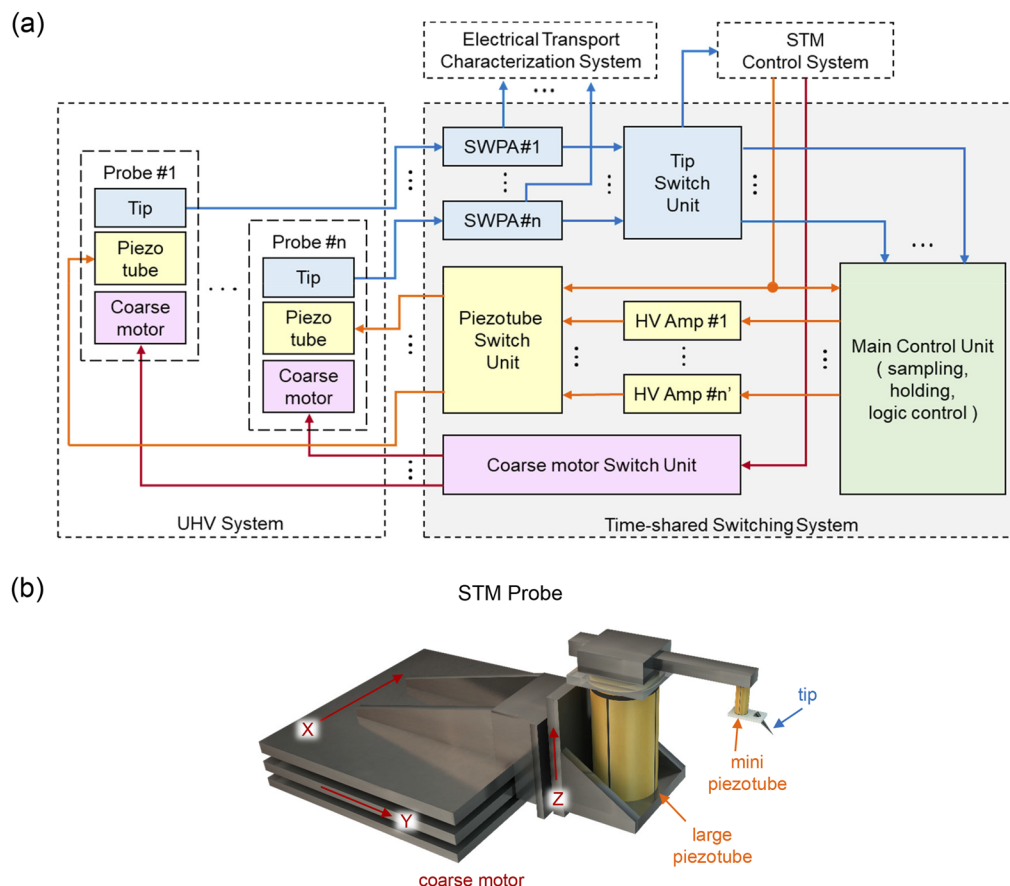 (a)
Electrical Transport
Characterization System
STM
Control System
...
Probe #1
Tip
Piezo
tube
Coarse
motor
...
Probe #n
Tip
Piezo
tube
Coarse
motor
UHV System
SWPA#1
...
SWPA#n
Tip
Switch
Unit
...
Piezotube
Switch
Unit
HV Amp #1
...
HV Amp #n’
Main Control Unit
( sampling,
holding,
logic control )
Coarse motor Switch Unit
Time-shared Switching System
(b)
STM Probe
X
Y
Z
tip
mini
piezotube
large
piezotube
coarse motor